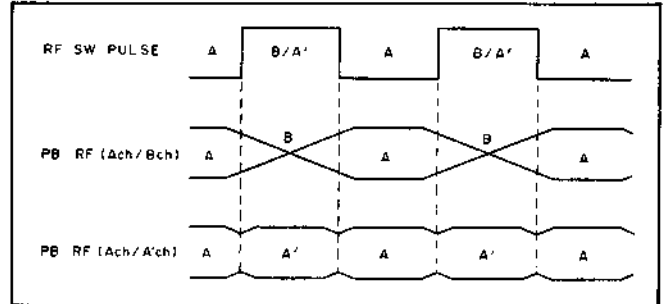 RF SW PULSE A B/A' A B/A' A
B B
PB RF (Ach/Bch) A A A
PB RF (Ach/A'ch) A A' A A' A